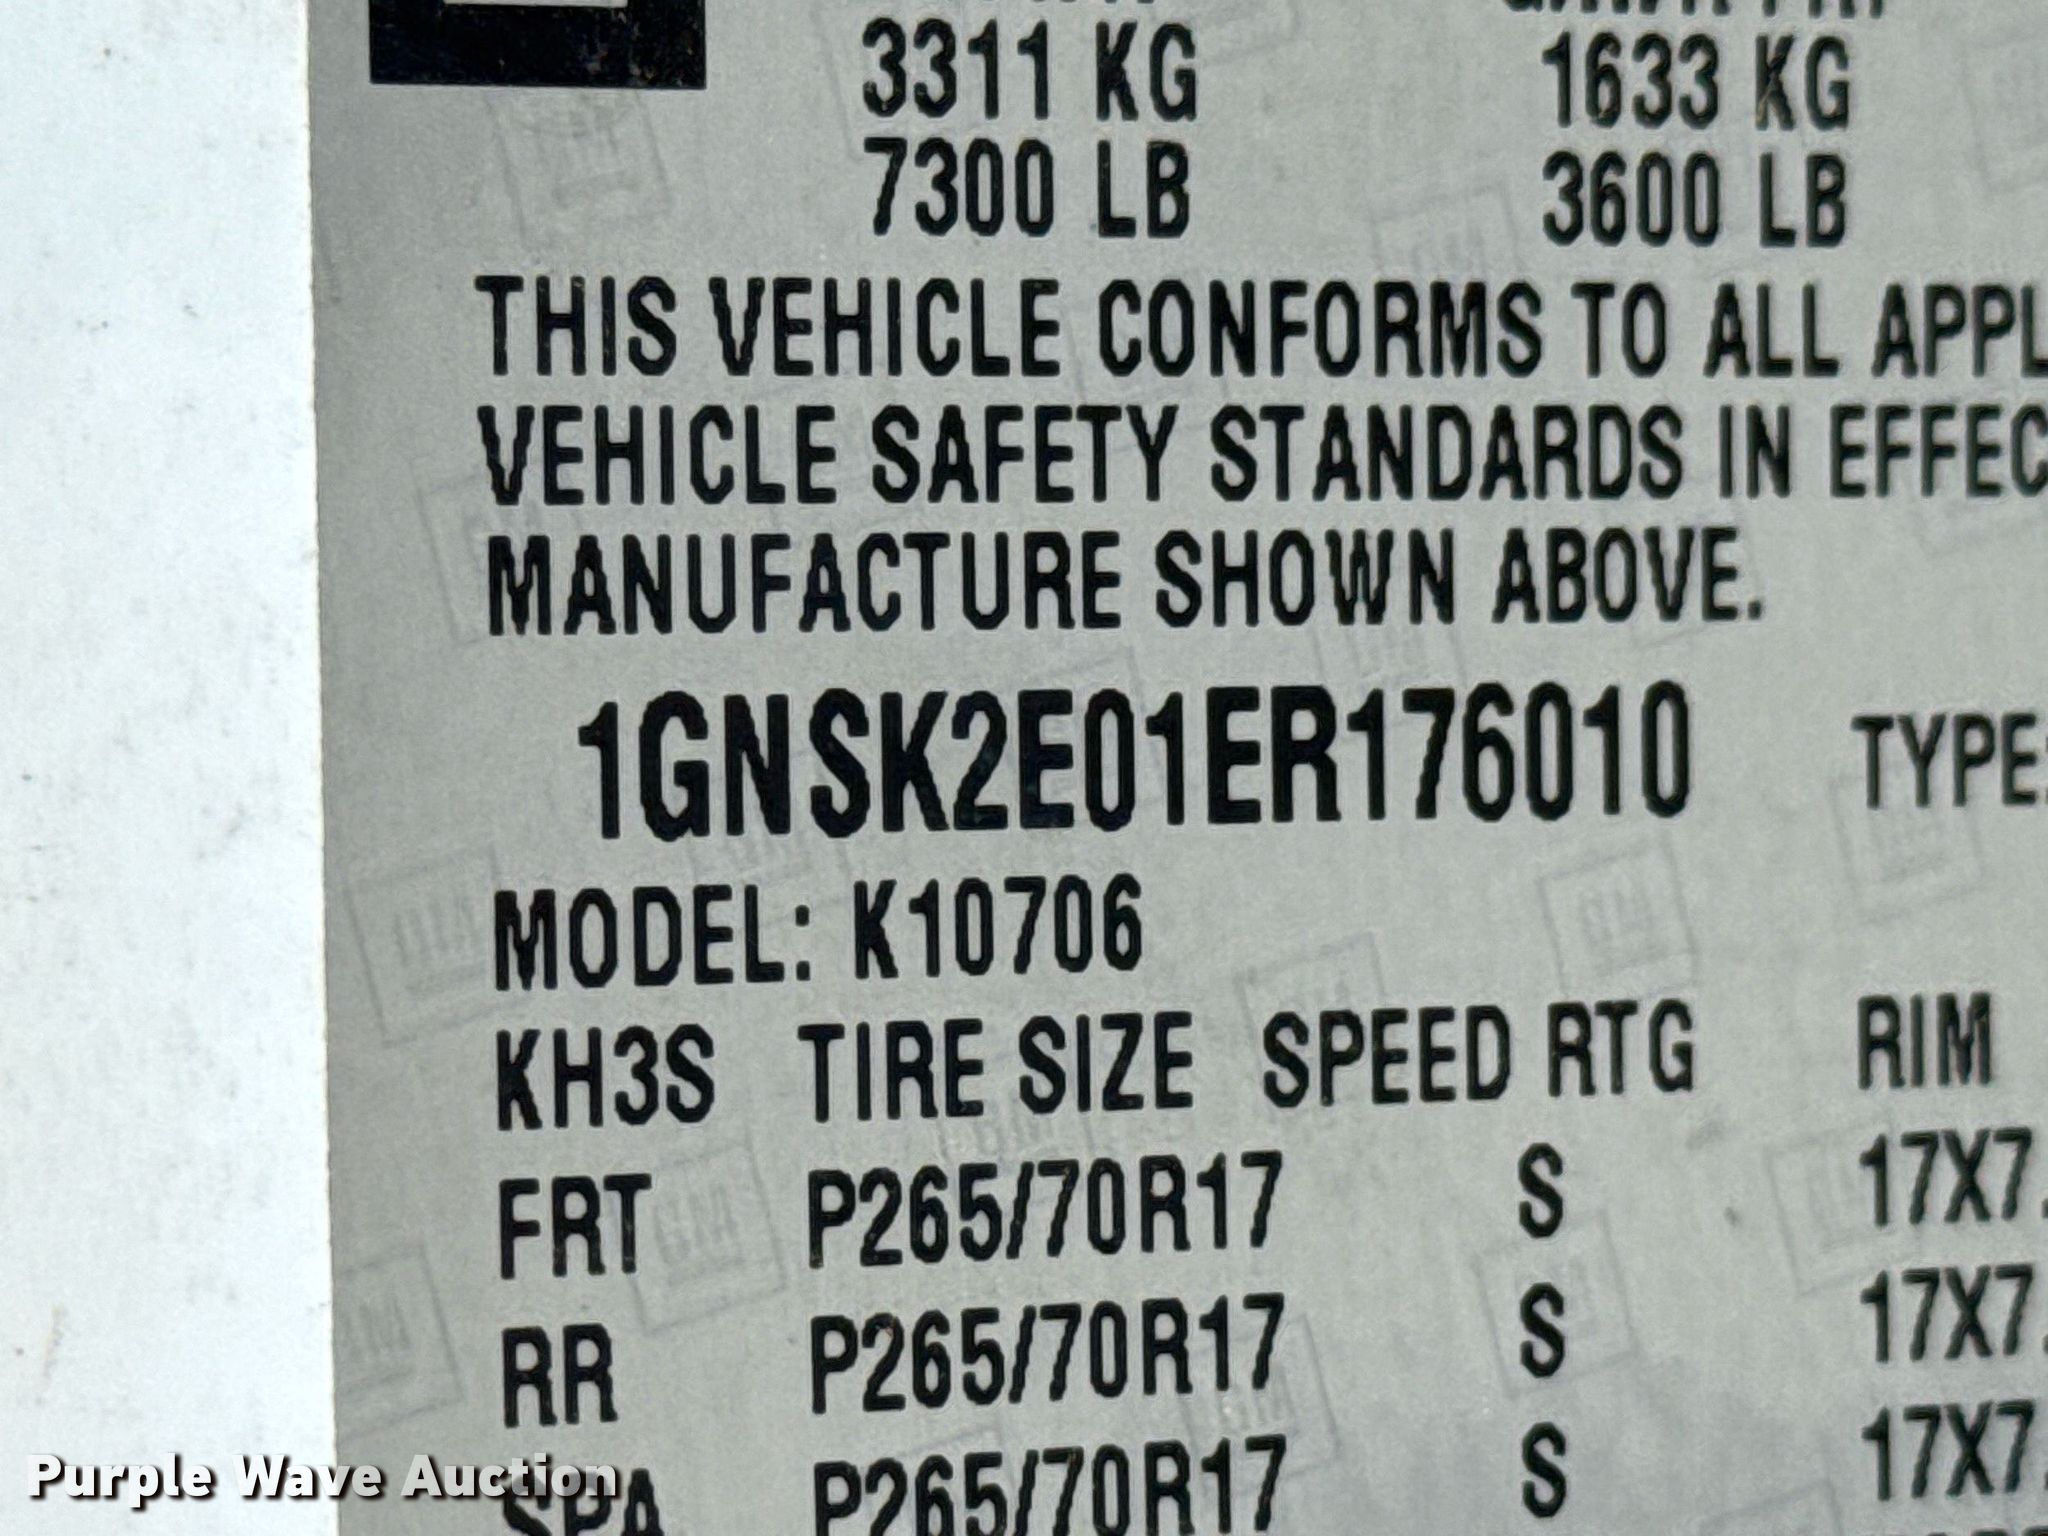 3311 KG 1633 KG
7300 LB 3600 LB
THIS VEHICLE CONFORMS TO ALL APPL
VEHICLE SAFETY STANDARDS IN EFFEC
MANUFACTURE SHOWN ABOVE.
1GNSK2E01ER176010 TYPE:
MODEL: K10706
KH3S TIRE SIZE SPEED RTG RIM
FRT P265/70R17 S 17X7.
RR P265/70R17 S 17X7.
SPA P265/70R17 S 17X7.
Purple Wave Auction